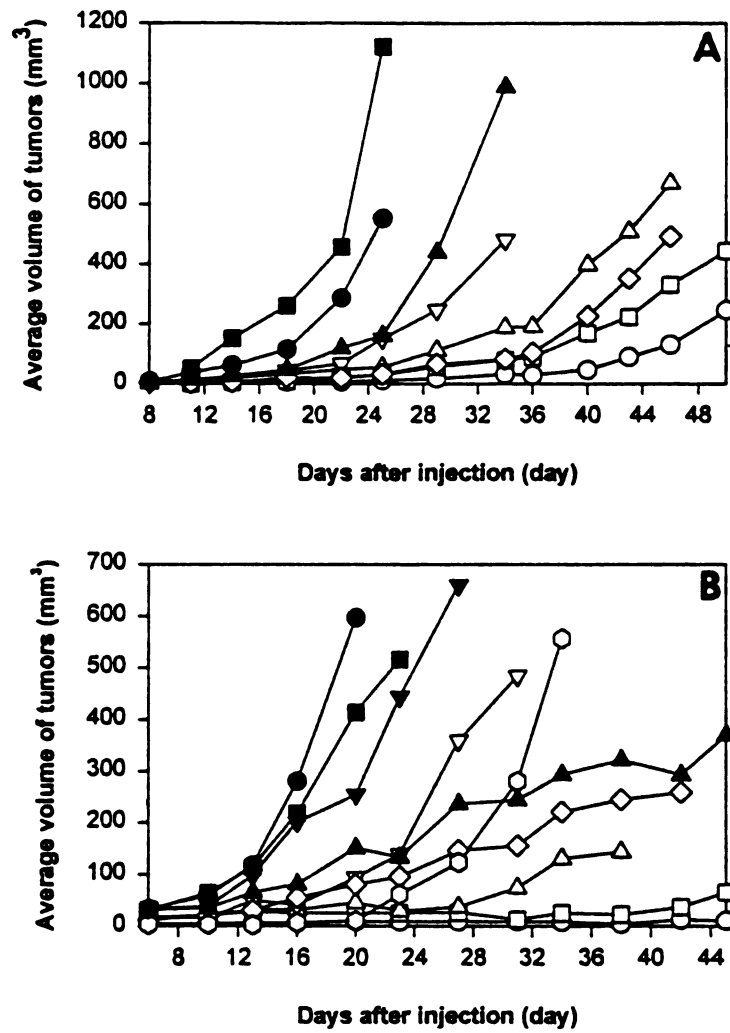 A
Average volume of tumors (mm³)
1200
1000
800
600
400
200
0
8 12 16 20 24 28 32 36 40 44 48
Days after injection (day)
B
Average volume of tumors (mm³)
700
600
500
400
300
200
100
0
8 12 16 20 24 28 32 36 40 44
Days after injection (day)